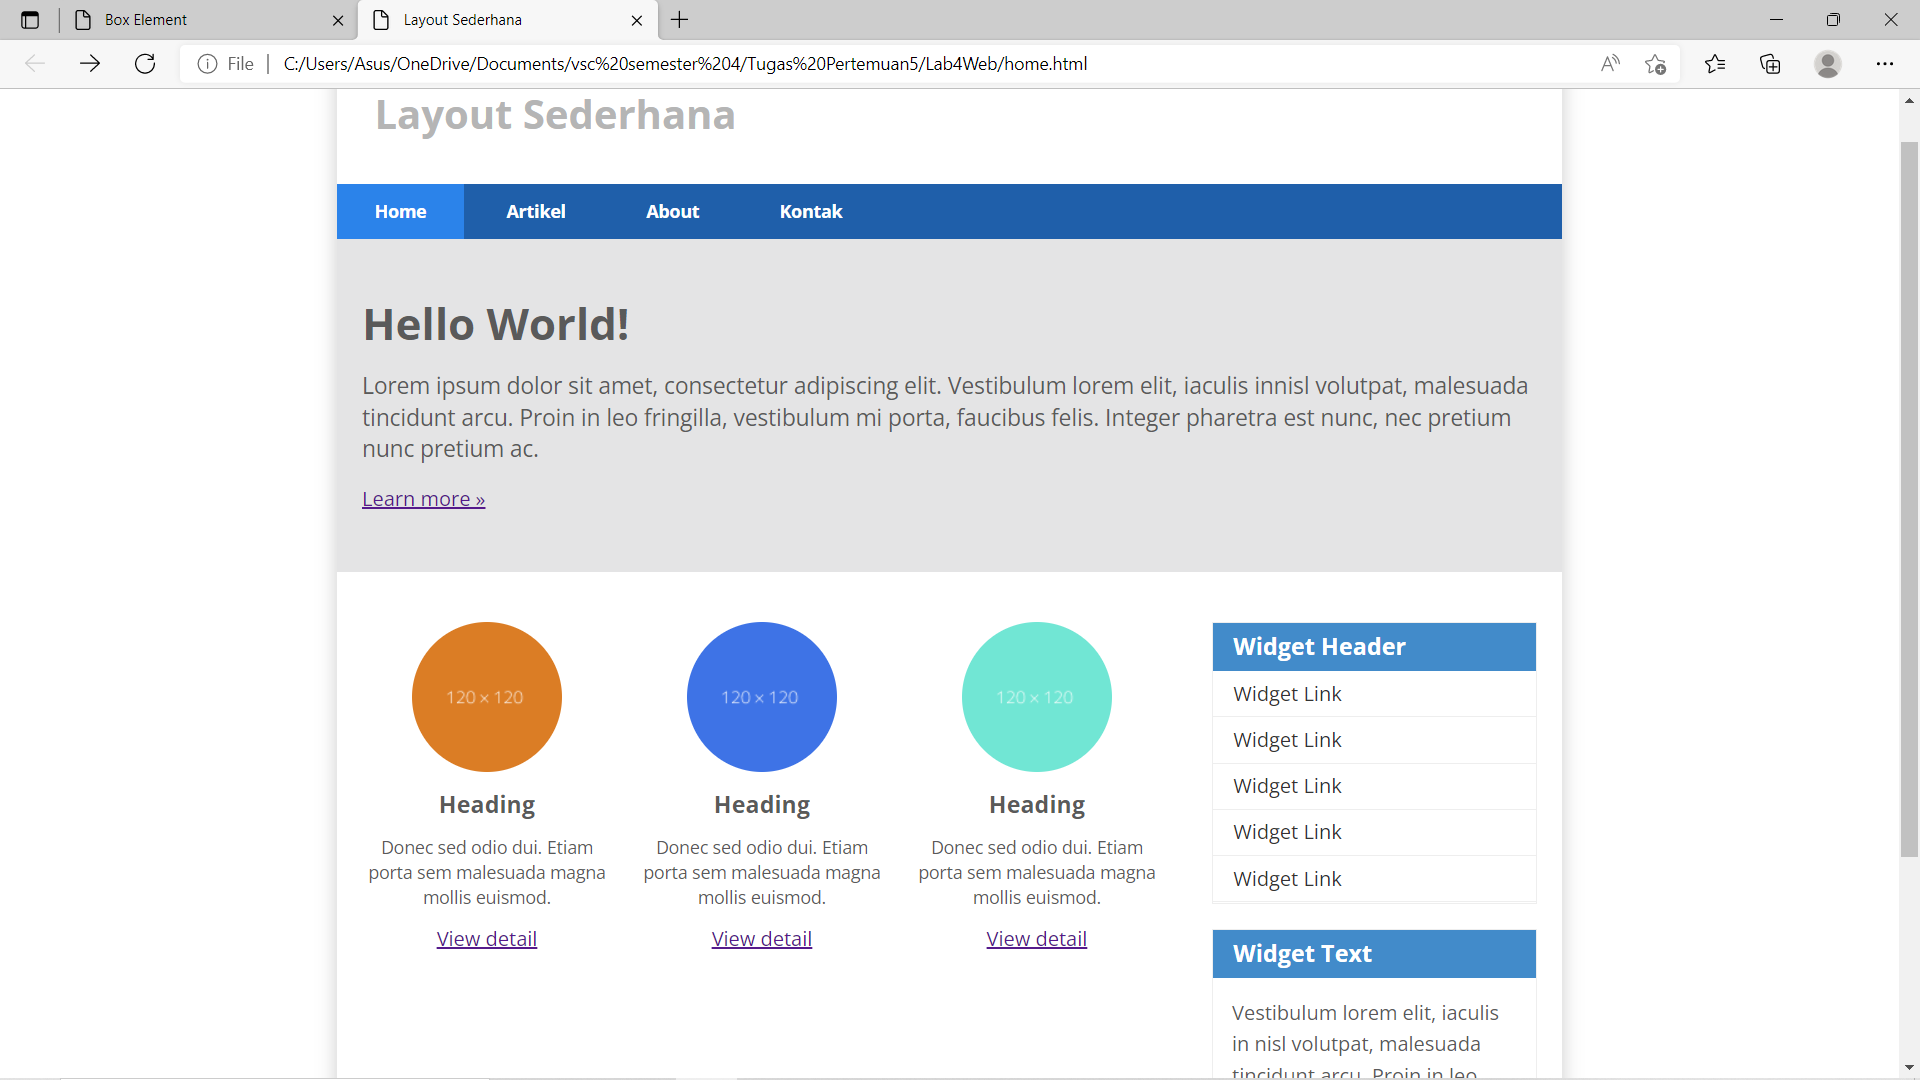 Box Element
Layout Sederhana
File
C:/Users/Asus/OneDrive/Documents/vsc%20semester%204/Tugas%20Pertemuan5/Lab4Web/home.html
Layout Sederhana
Home Artikel About Kontak
Hello World!
Lorem ipsum dolor sit amet, consectetur adipiscing elit. Vestibulum lorem elit, iaculis innisl volutpat, malesuada
tincidunt arcu. Proin in leo fringilla, vestibulum mi porta, faucibus felis. Integer pharetra est nunc, nec pretium
nunc pretium ac.
Learn more »
120 × 120
Heading
Donec sed odio dui. Etiam
porta sem malesuada magna
mollis euismod.
View detail
120 × 120
Heading
Donec sed odio dui. Etiam
porta sem malesuada magna
mollis euismod.
View detail
120 × 120
Heading
Donec sed odio dui. Etiam
porta sem malesuada magna
mollis euismod.
View detail
Widget Header
Widget Link
Widget Link
Widget Link
Widget Link
Widget Link
Widget Text
Vestibulum lorem elit, iaculis
in nisl volutpat, malesuada
tincidunt arcu. Proin in leo